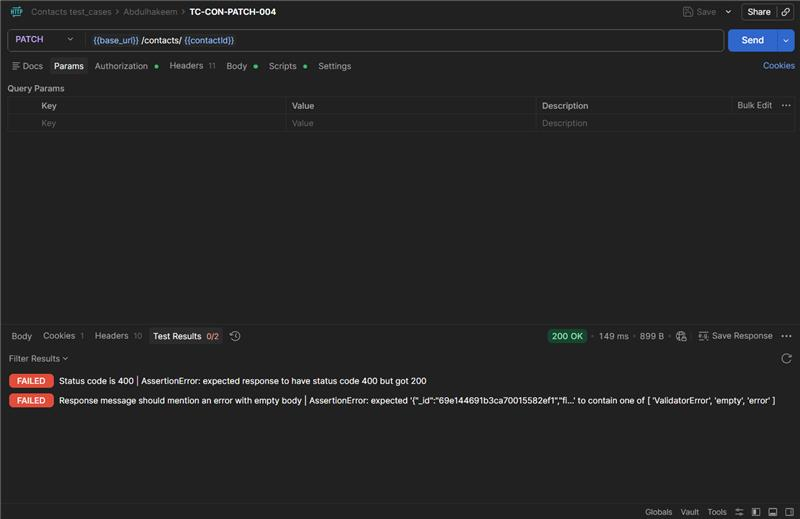 HTTP Contacts test_cases > Abdulhakeem > TC-CON-PATCH-004 Save Share
PATCH {{base_url}} /contacts/ {{contactId}} Send
Docs Params Authorization Headers 11 Body Scripts Settings Cookies
Query Params
Key Value Description Bulk Edit
Key Value Description
Body Cookies 1 Headers 10 Test Results 0/2 200 OK 149 ms 899 B e.g. Save Response
Filter Results
FAILED Status code is 400 | AssertionError: expected response to have status code 400 but got 200
FAILED Response message should mention an error with empty body | AssertionError: expected '{"_id":"69e144691b3ca70015582ef1","fi...' to contain one of [ 'ValidatorError', 'empty', 'error' ]
Globals Vault Tools